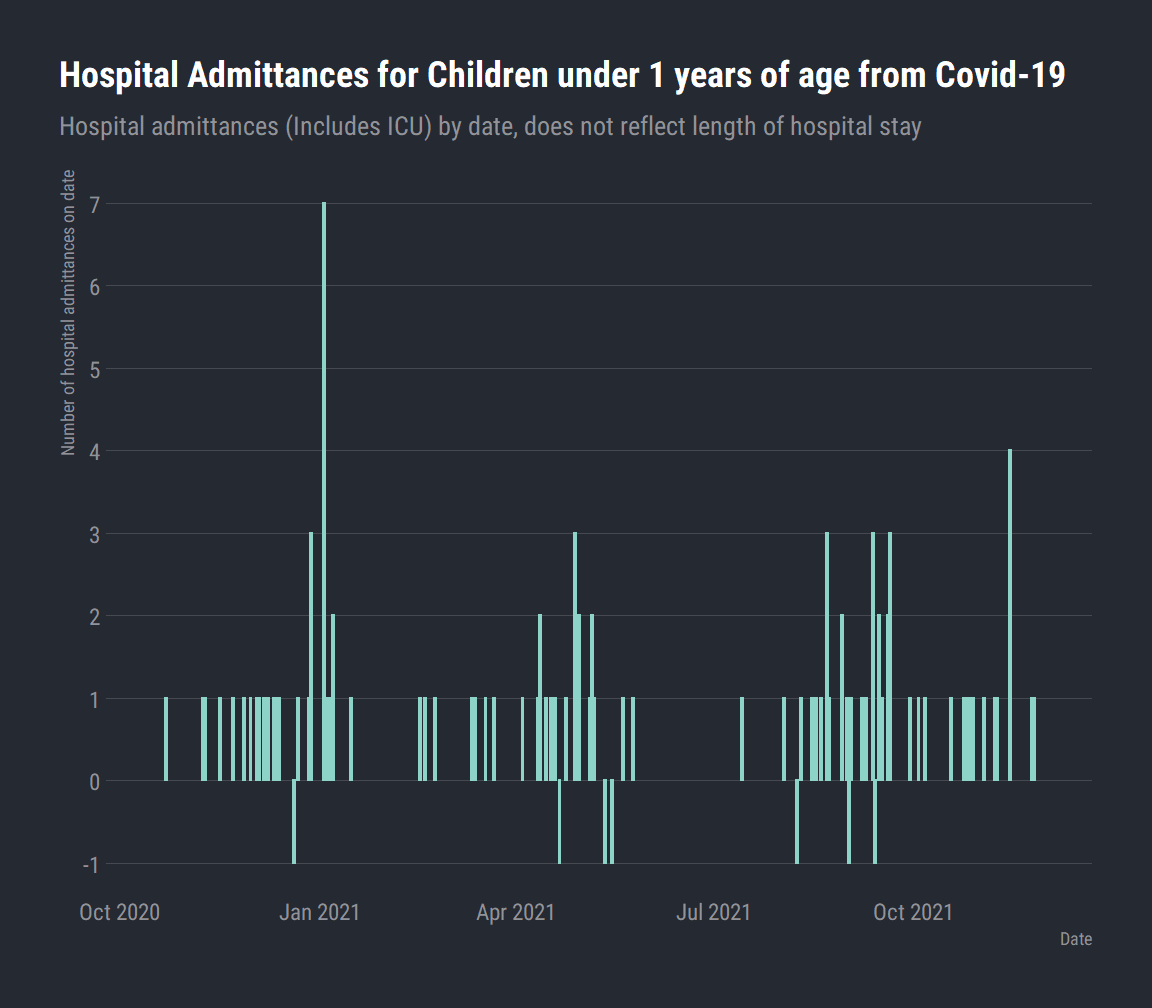 Hospital Admittances for Children under 1 years of age from Covid-19
Hospital admittances (Includes ICU) by date, does not reflect length of hospital stay
Number of hospital admittances on date
7
6
5
4
3
2
1
0
-1
Oct 2020 Jan 2021 Apr 2021 Jul 2021 Oct 2021
Date